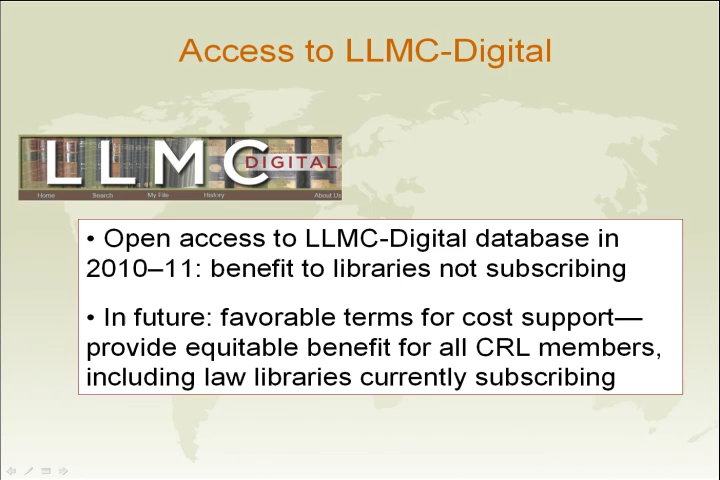 Access to LLMC-Digital
LLMC DIGITAL
Home Search My File History About Us
• Open access to LLMC-Digital database in
2010–11: benefit to libraries not subscribing
• In future: favorable terms for cost support—
provide equitable benefit for all CRL members,
including law libraries currently subscribing